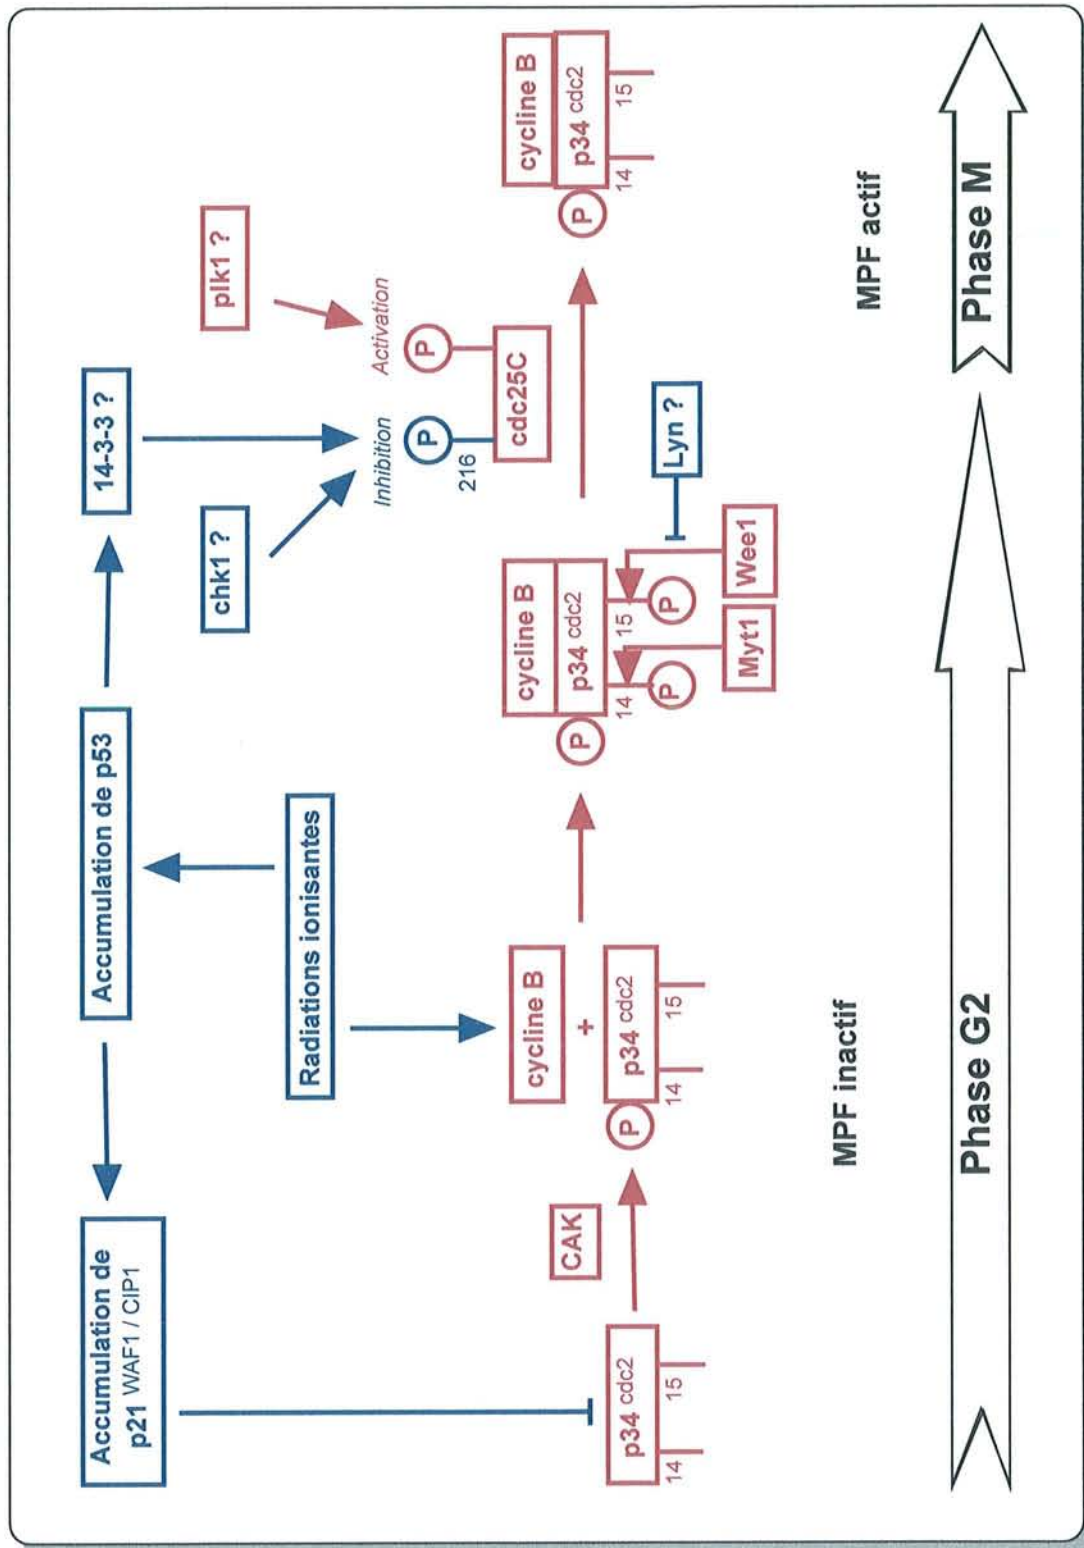 Accumulation de
p21 WAF1 / CIP1
Accumulation de p53
14-3-3 ?
Radiations ionisantes
chk1 ?
plk1 ?
Inhibition
Activation
P
P
216
cdc25C
cycline B
+
p34 cdc2
14
15
CAK
P
p34 cdc2
14
15
cycline B
p34 cdc2
P
14
15
P
P
Myt1
Wee1
Lyn ?
cycline B
p34 cdc2
P
14
15
MPF inactif
MPF actif
Phase G2
Phase M